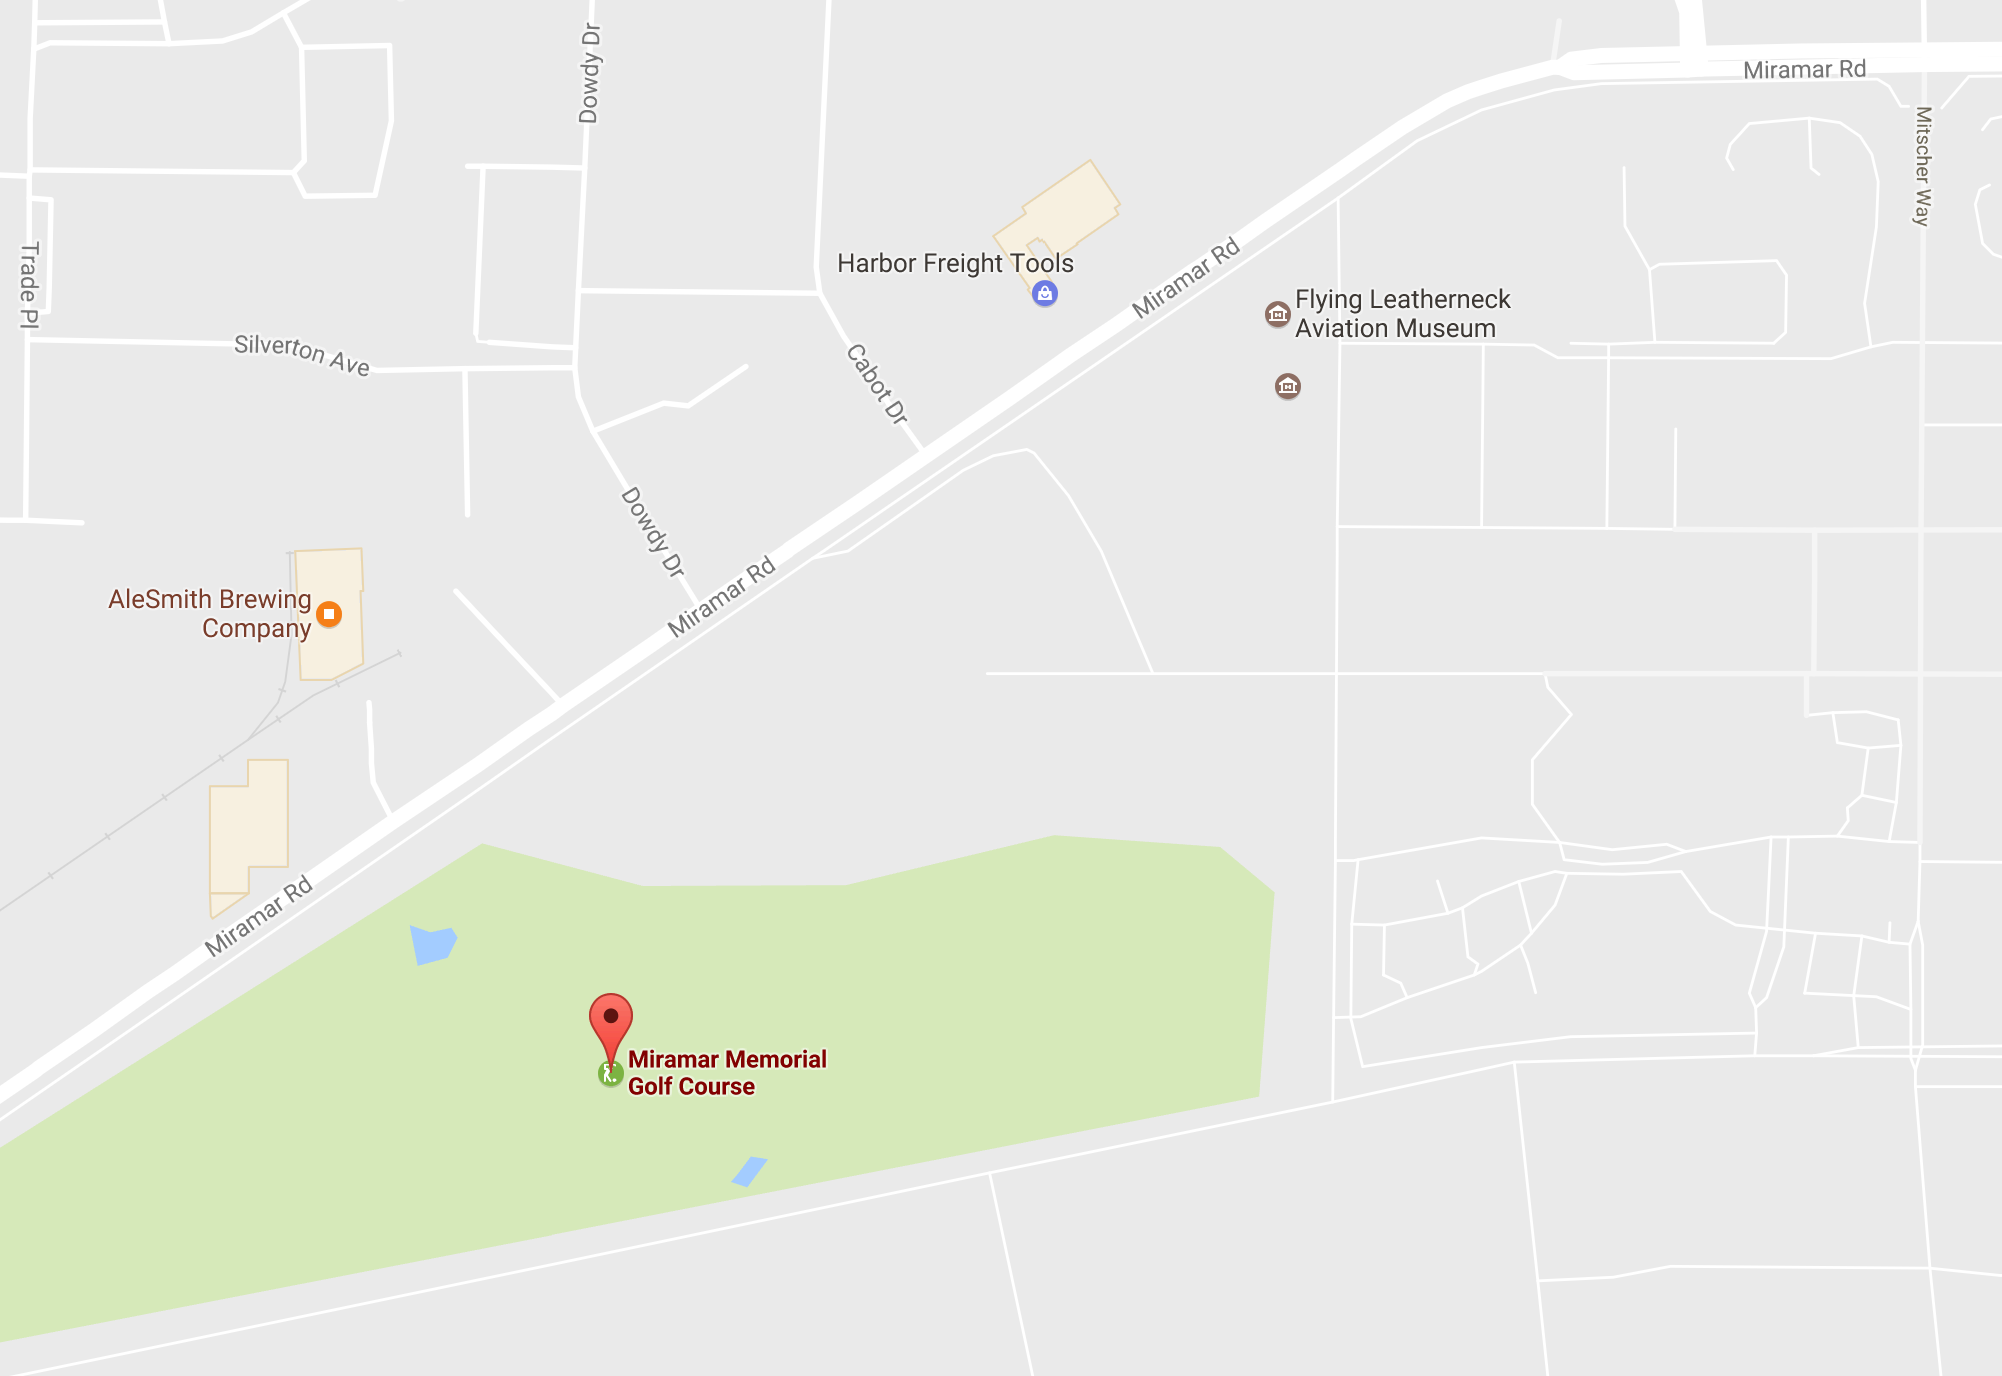 Dowdy Dr
Miramar Rd
Mitscher Way
Trade Pl
Harbor Freight Tools
Miramar Rd
Flying Leatherneck
Aviation Museum
Silverton Ave
Cabot Dr
Dowdy Dr
Miramar Rd
AleSmith Brewing
Company
Miramar Rd
Miramar Memorial
Golf Course